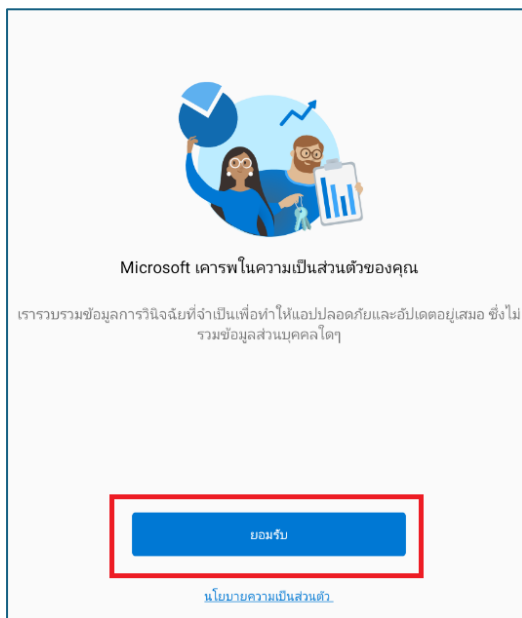 Microsoft เคารพในความเป็นส่วนตัวของคุณ
เรารวบรวมข้อมูลการวินิจฉัยที่จำเป็นเพื่อทำให้แอปปลอดภัยและอัปเดตอยู่เสมอ ซึ่งไม่
รวมข้อมูลส่วนบุคคลใดๆ
ยอมรับ
นโยบายความเป็นส่วนตัว